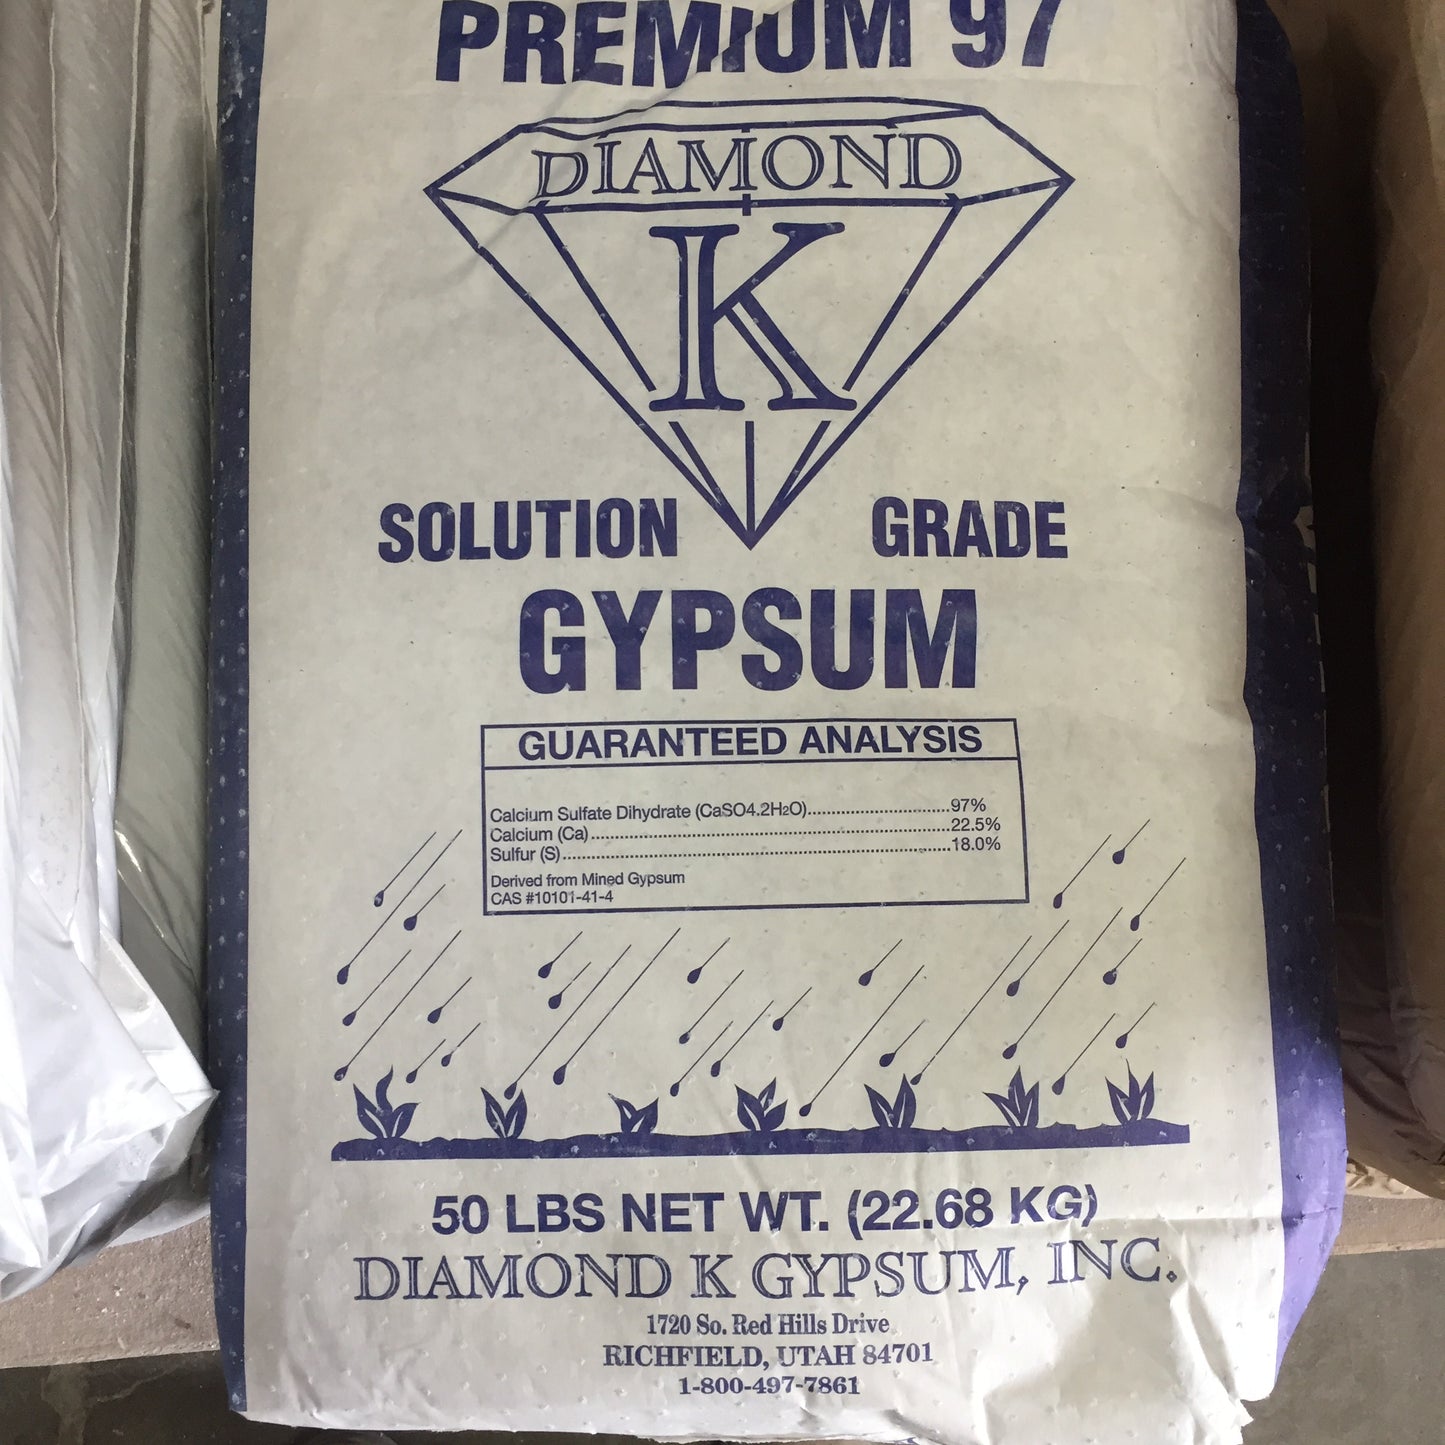 PREMIUM 97
DIAMOND
K
SOLUTION GRADE
GYPSUM
GUARANTEED ANALYSIS
Calcium Sulfate Dihydrate (CaSO4.2H2O)..............................97%
Calcium (Ca)..............................................................................22.5%
Sulfur (S)....................................................................................18.0%
Derived from Mined Gypsum
CAS #10101-41-4
50 LBS NET WT. (22.68 KG)
DIAMOND K GYPSUM, INC.
1720 So. Red Hills Drive
RICHFIELD, UTAH 84701
1-800-497-7861